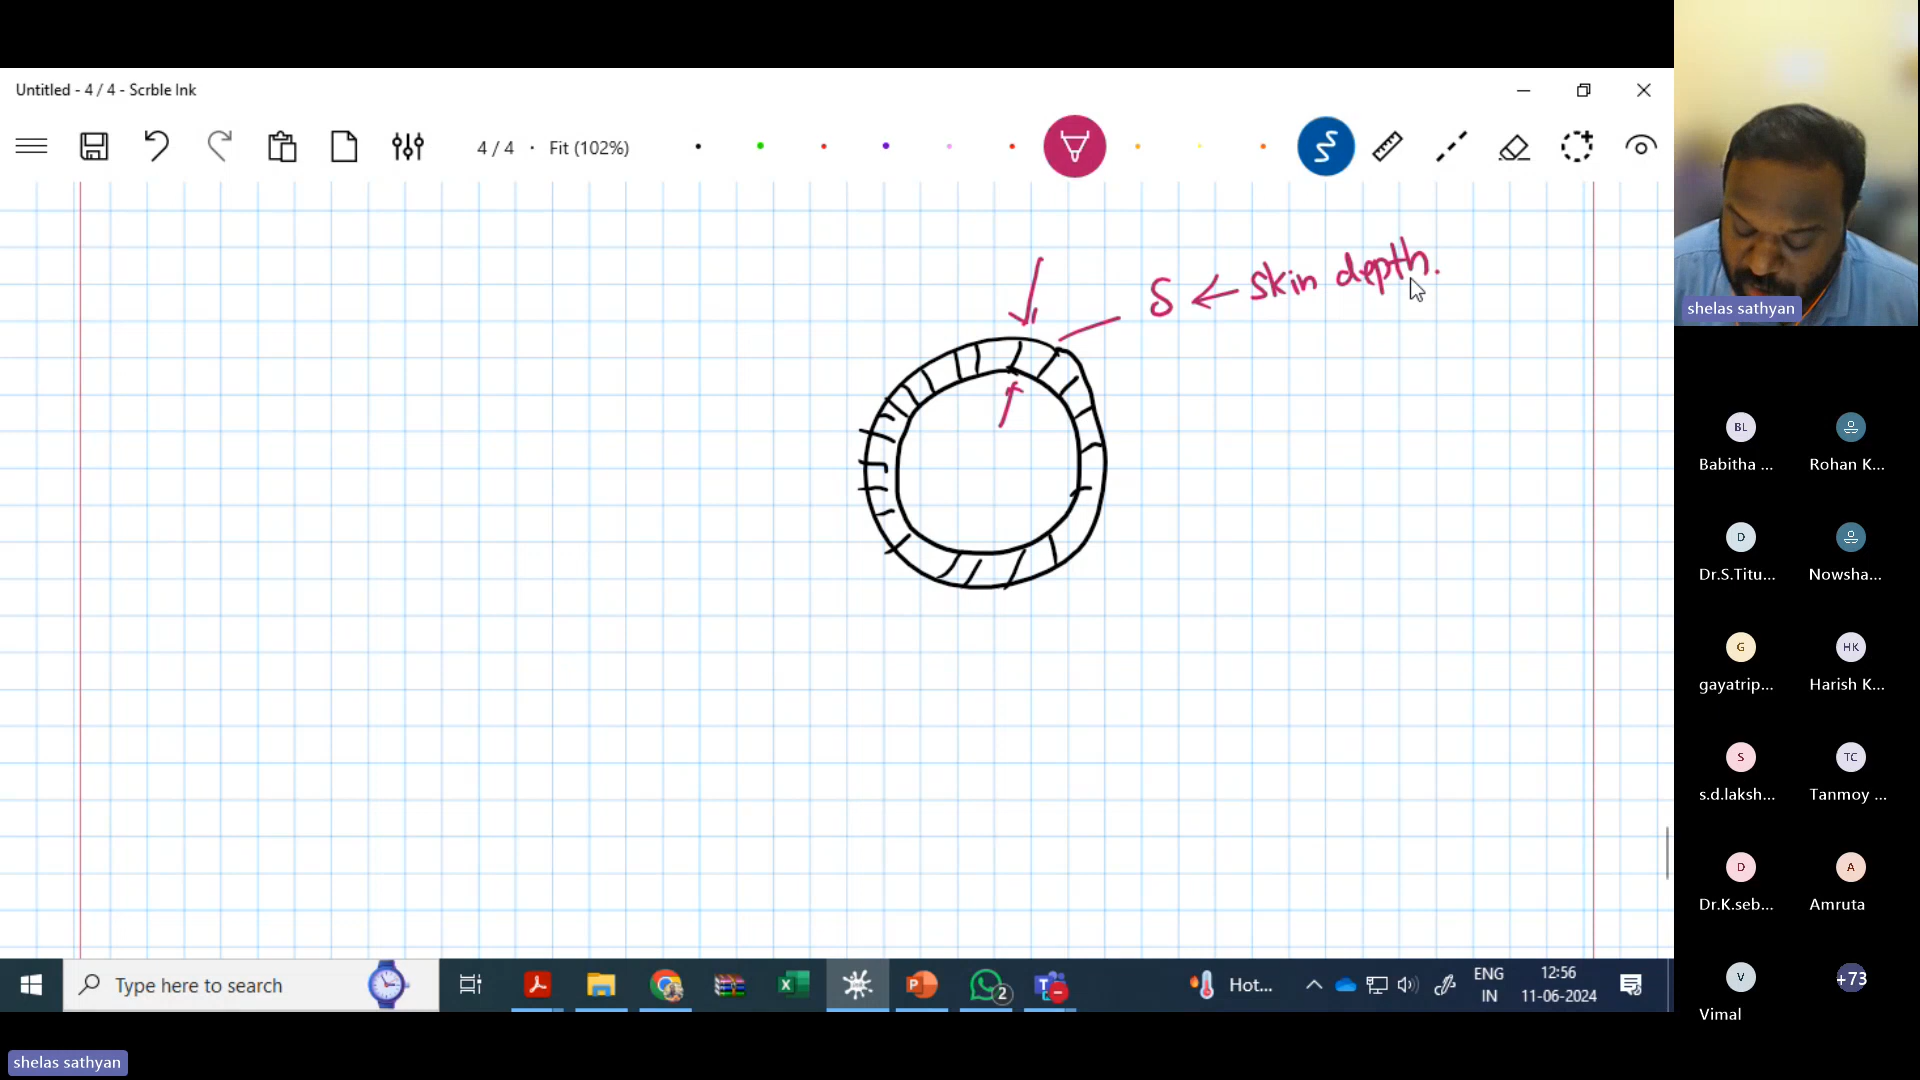 Untitled - 4 / 4 - Scrble Ink
4 / 4 · Fit (102%)
δ ← skin depth.
shelas sathyan
BL
Babitha ...
Rohan K...
D
Dr.S.Titu...
Nowsha...
G
gayatrip...
HK
Harish K...
S
s.d.laksh...
TC
Tanmoy ...
D
Dr.K.seb...
A
Amruta
V
Vimal
+73
Type here to search
2
Hot...
ENG
IN
12:56
11-06-2024
shelas sathyan